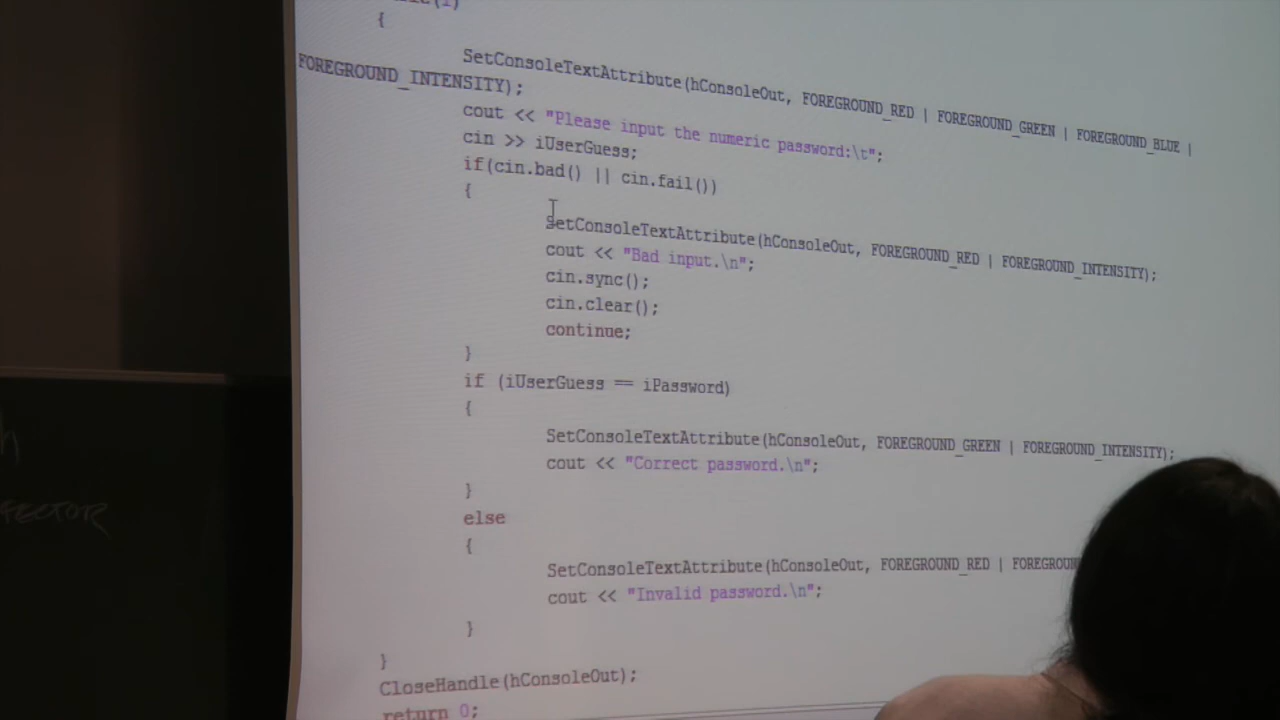 {
SetConsoleTextAttribute(hConsoleOut, FOREGROUND_RED | FOREGROUND_GREEN | FOREGROUND_BLUE |
FOREGROUND_INTENSITY);
cout << "Please input the numeric password:\t";
cin >> iUserGuess;
if(cin.bad() || cin.fail())
{
SetConsoleTextAttribute(hConsoleOut, FOREGROUND_RED | FOREGROUND_INTENSITY);
cout << "Bad input.\n";
cin.sync();
cin.clear();
continue;
}
if (iUserGuess == iPassword)
{
SetConsoleTextAttribute(hConsoleOut, FOREGROUND_GREEN | FOREGROUND_INTENSITY);
cout << "Correct password.\n";
}
else
{
SetConsoleTextAttribute(hConsoleOut, FOREGROUND_RED |
cout << "Invalid password.\n";
}
}
CloseHandle(hConsoleOut);
return 0;